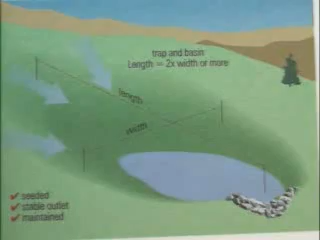 trap and basin
Length = 2x width or more
length
width
✓ seeded
✓ stable outlet
✓ maintained